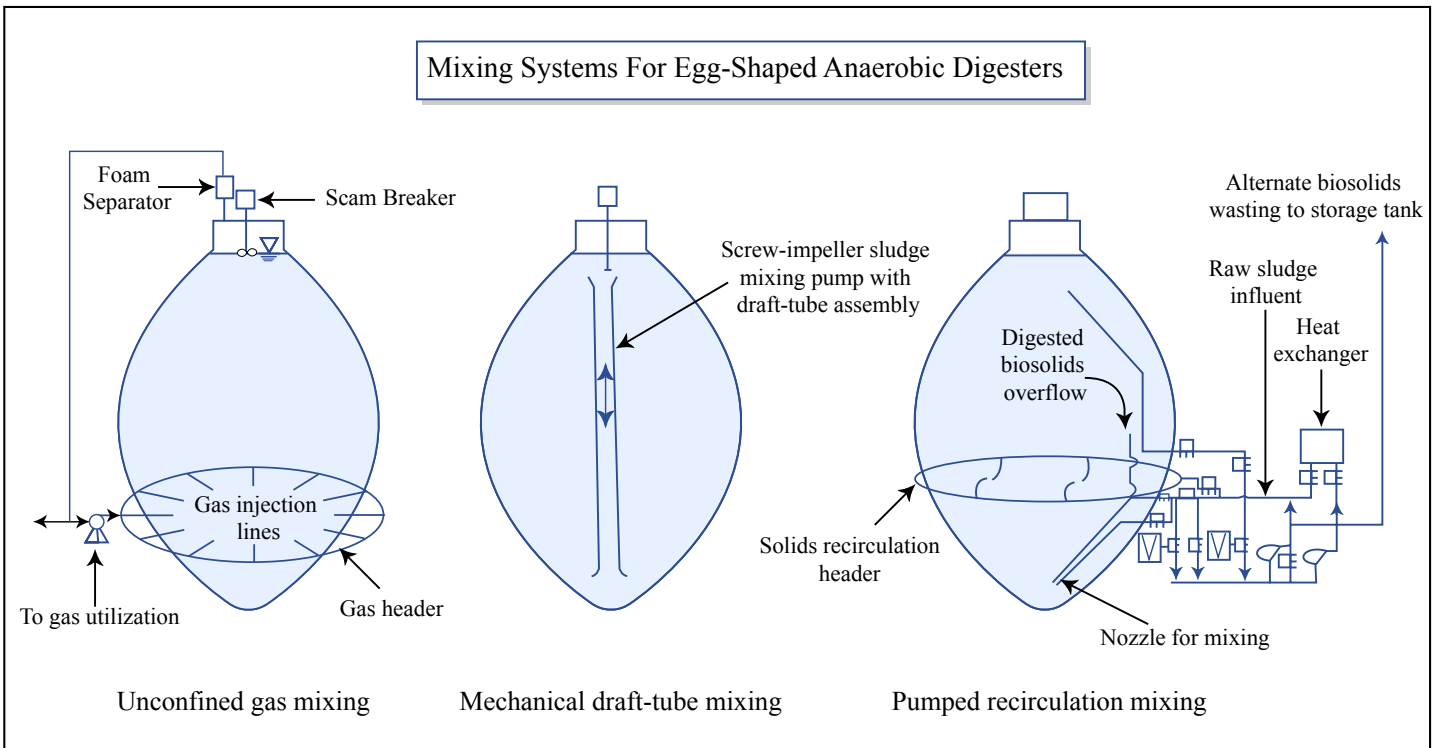 Mixing Systems For Egg-Shaped Anaerobic Digesters
Foam
Separator
Scam Breaker
Gas injection
lines
To gas utilization
Gas header
Unconfined gas mixing
Screw-impeller sludge
mixing pump with
draft-tube assembly
Mechanical draft-tube mixing
Alternate biosolids
wasting to storage tank
Raw sludge
influent
Heat
exchanger
Digested
biosolids
overflow
Solids recirculation
header
Nozzle for mixing
Pumped recirculation mixing